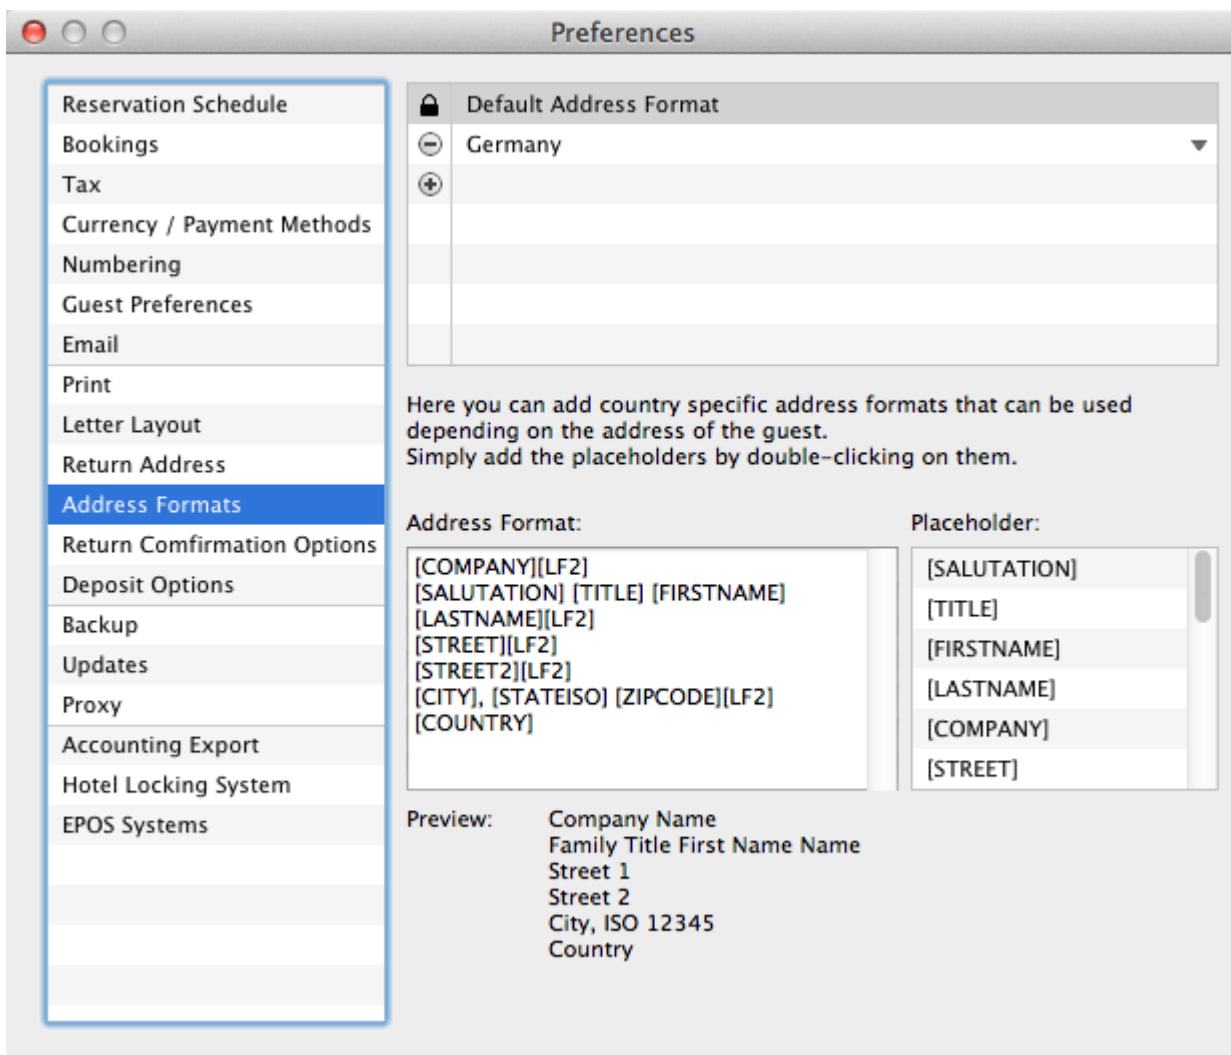 Preferences
Reservation Schedule
Bookings
Tax
Currency / Payment Methods
Numbering
Guest Preferences
Email
Print
Letter Layout
Return Address
Address Formats
Return Comfirmation Options
Deposit Options
Backup
Updates
Proxy
Accounting Export
Hotel Locking System
EPOS Systems
Default Address Format
Germany
Here you can add country specific address formats that can be used
depending on the address of the guest.
Simply add the placeholders by double-clicking on them.
Address Format:
[COMPANY][LF2]
[SALUTATION] [TITLE] [FIRSTNAME]
[LASTNAME][LF2]
[STREET][LF2]
[STREET2][LF2]
[CITY], [STATEISO] [ZIPCODE][LF2]
[COUNTRY]
Placeholder:
[SALUTATION]
[TITLE]
[FIRSTNAME]
[LASTNAME]
[COMPANY]
[STREET]
Preview:
Company Name
Family Title First Name Name
Street 1
Street 2
City, ISO 12345
Country